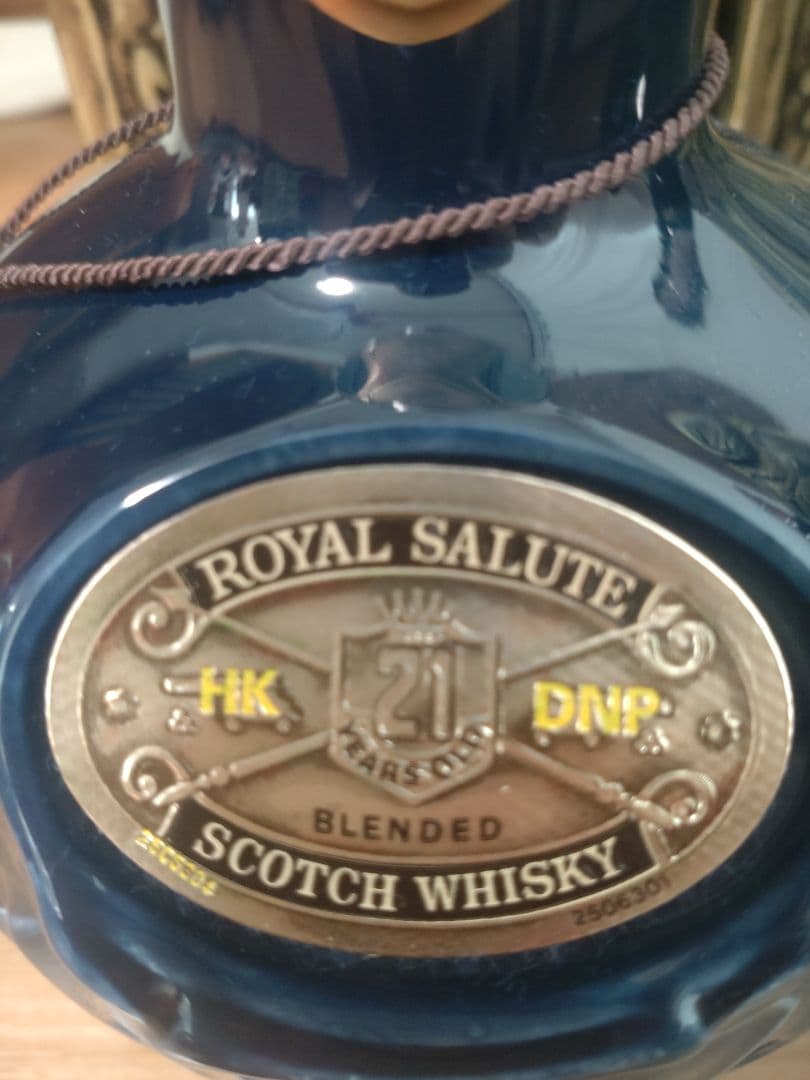 ROYAL SALUTE
HK
21
DNP
YEARS OLD
BLENDED
SCOTCH WHISKY
2506301